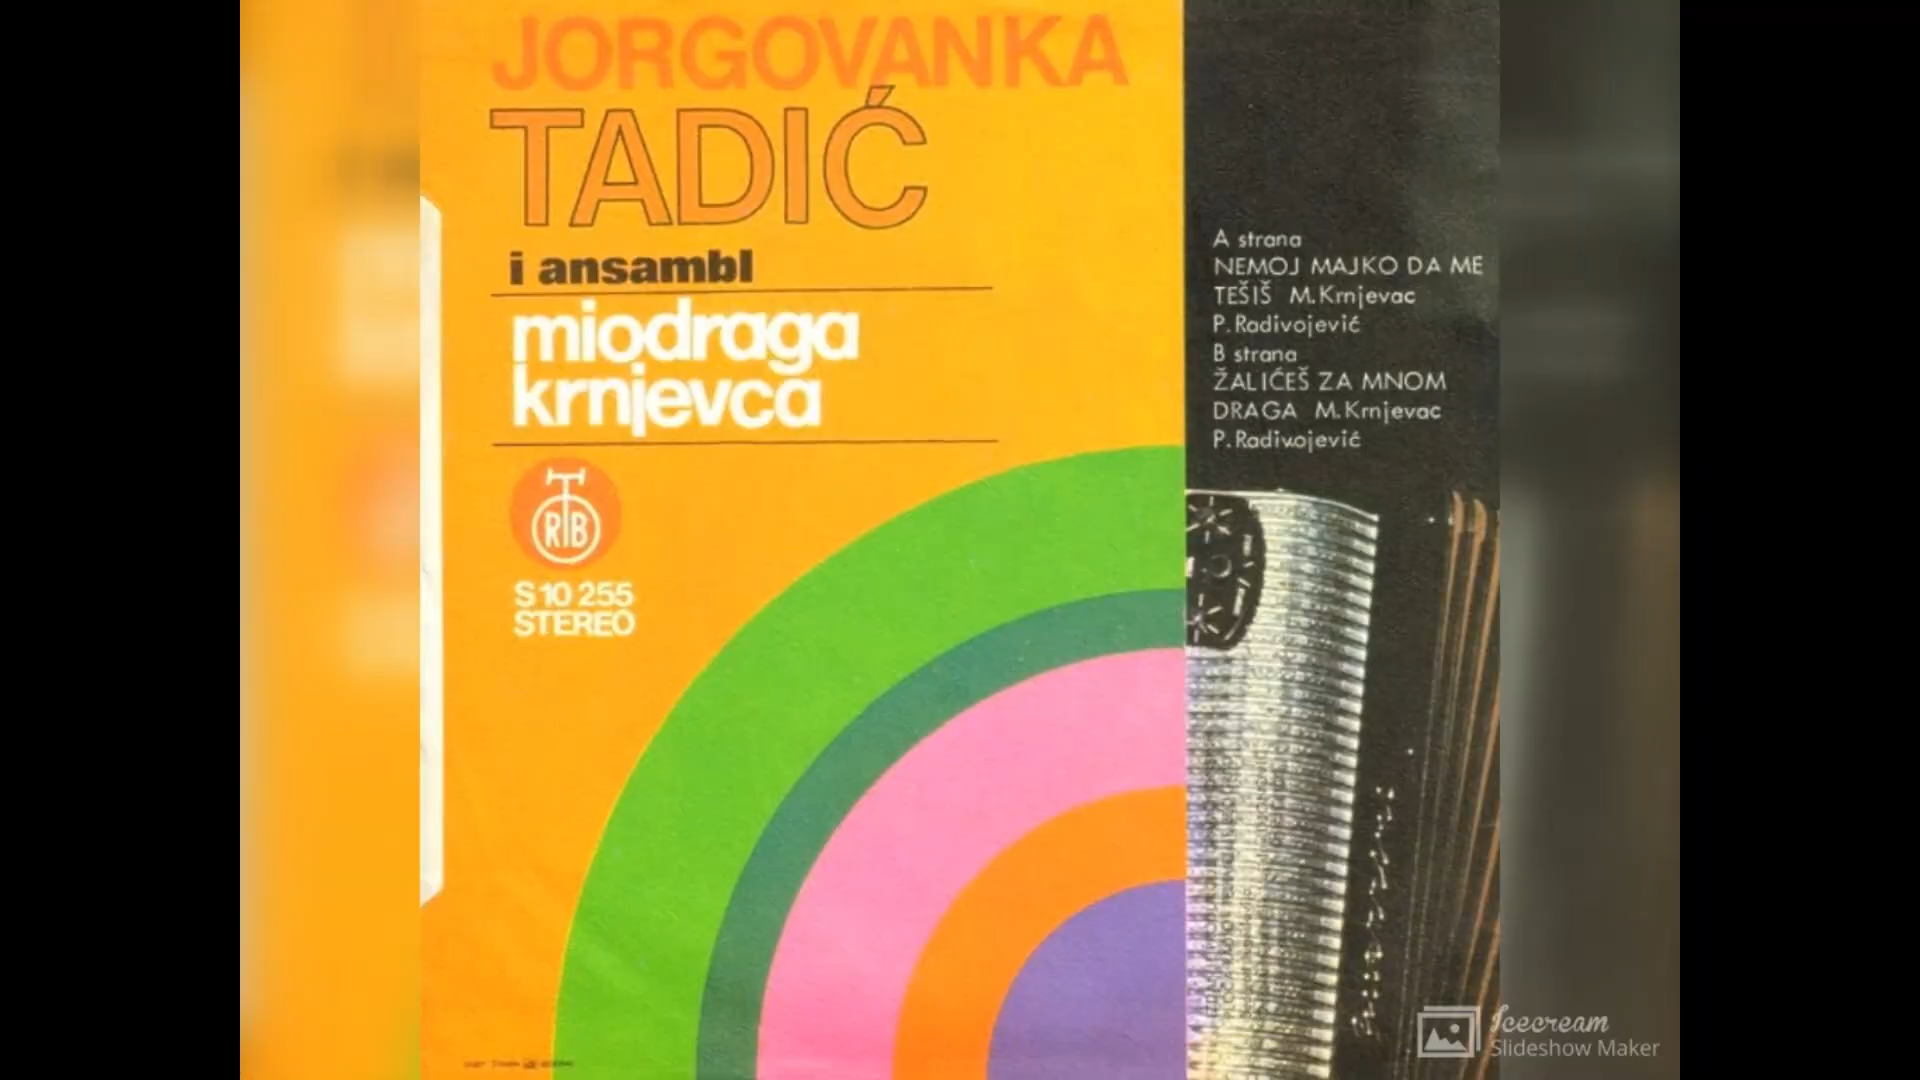 JORGOVANKA
TADIĆ
i ansambl
miodraga
krnjevca
RTB
S 10 255
STEREO
A strana
NEMOJ MAJKO DA ME
TEŠIŠ M. Krnjevac
P. Radivojević
B strana
ŽALIĆEŠ ZA MNOM
DRAGA M. Krnjevac
P. Radivojević
Icecream
Slideshow Maker